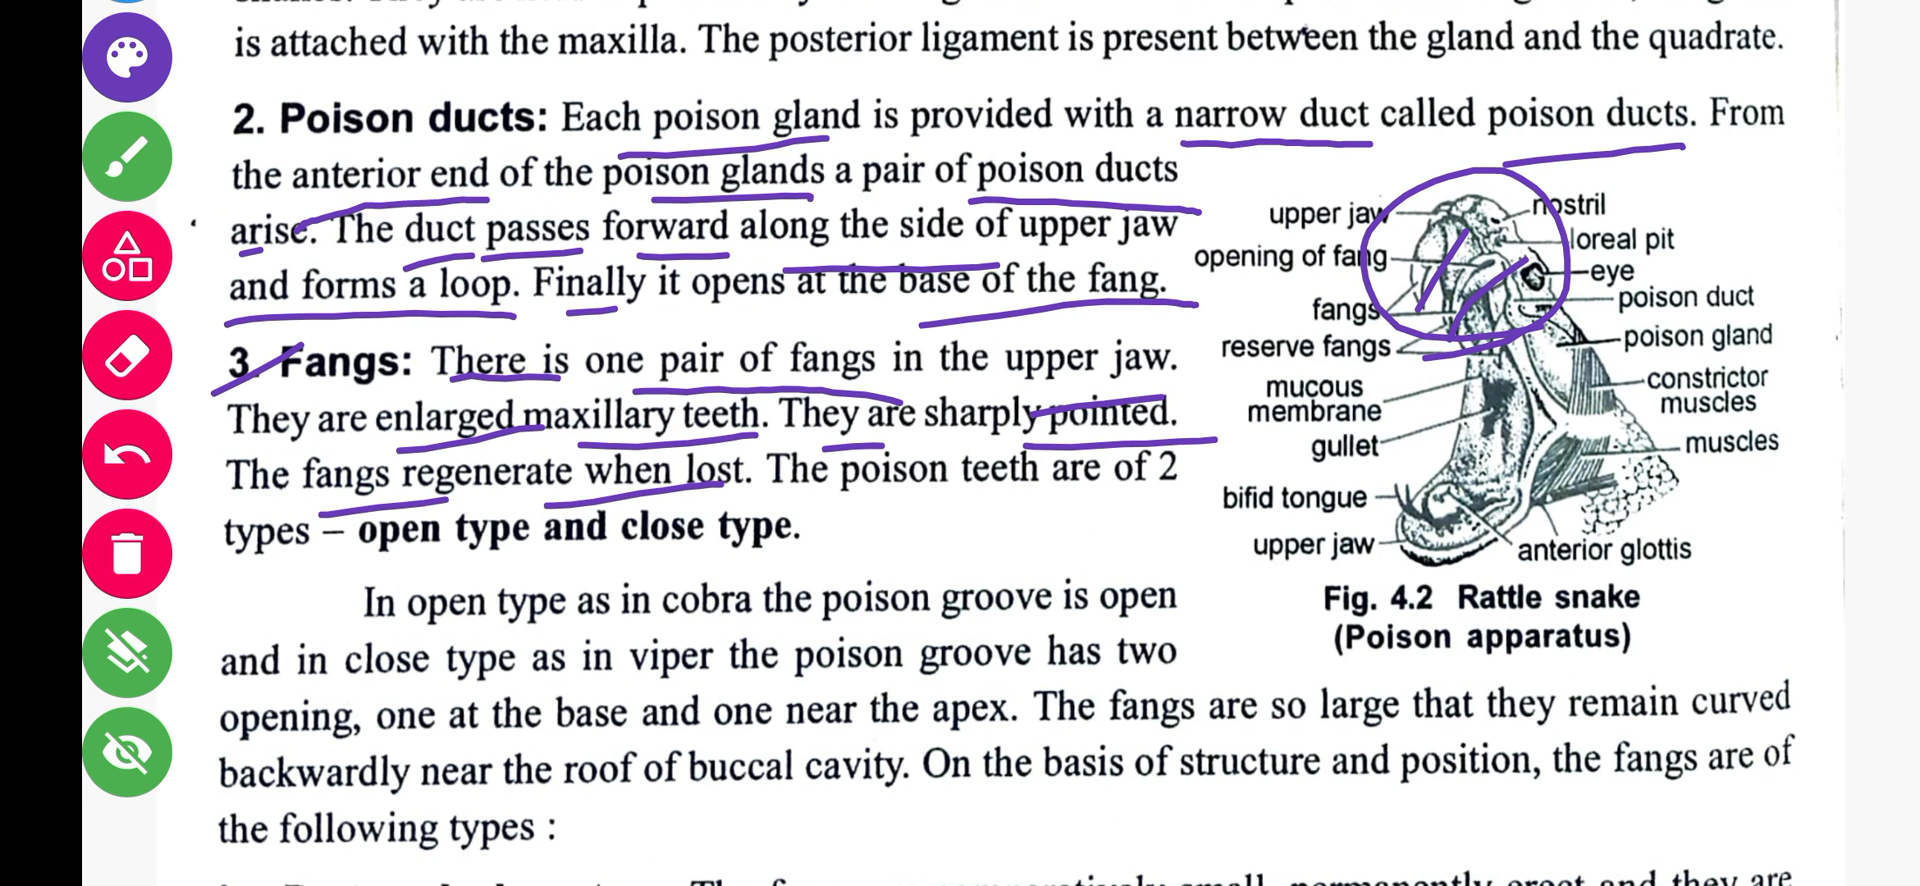 is attached with the maxilla. The posterior ligament is present between the gland and the quadrate.
2. Poison ducts: Each poison gland is provided with a narrow duct called poison ducts. From
the anterior end of the poison glands a pair of poison ducts
arise. The duct passes forward along the side of upper jaw
and forms a loop. Finally it opens at the base of the fang.
3. Fangs: There is one pair of fangs in the upper jaw.
They are enlarged maxillary teeth. They are sharply pointed.
The fangs regenerate when lost. The poison teeth are of 2
types – open type and close type.
In open type as in cobra the poison groove is open
and in close type as in viper the poison groove has two
opening, one at the base and one near the apex. The fangs are so large that they remain curved
backwardly near the roof of buccal cavity. On the basis of structure and position, the fangs are of
the following types :
upper jaw
opening of fang
fangs
reserve fangs
mucous
membrane
gullet
bifid tongue
upper jaw
nostril
loreal pit
eye
poison duct
poison gland
constrictor
muscles
muscles
anterior glottis
Fig. 4.2 Rattle snake
(Poison apparatus)